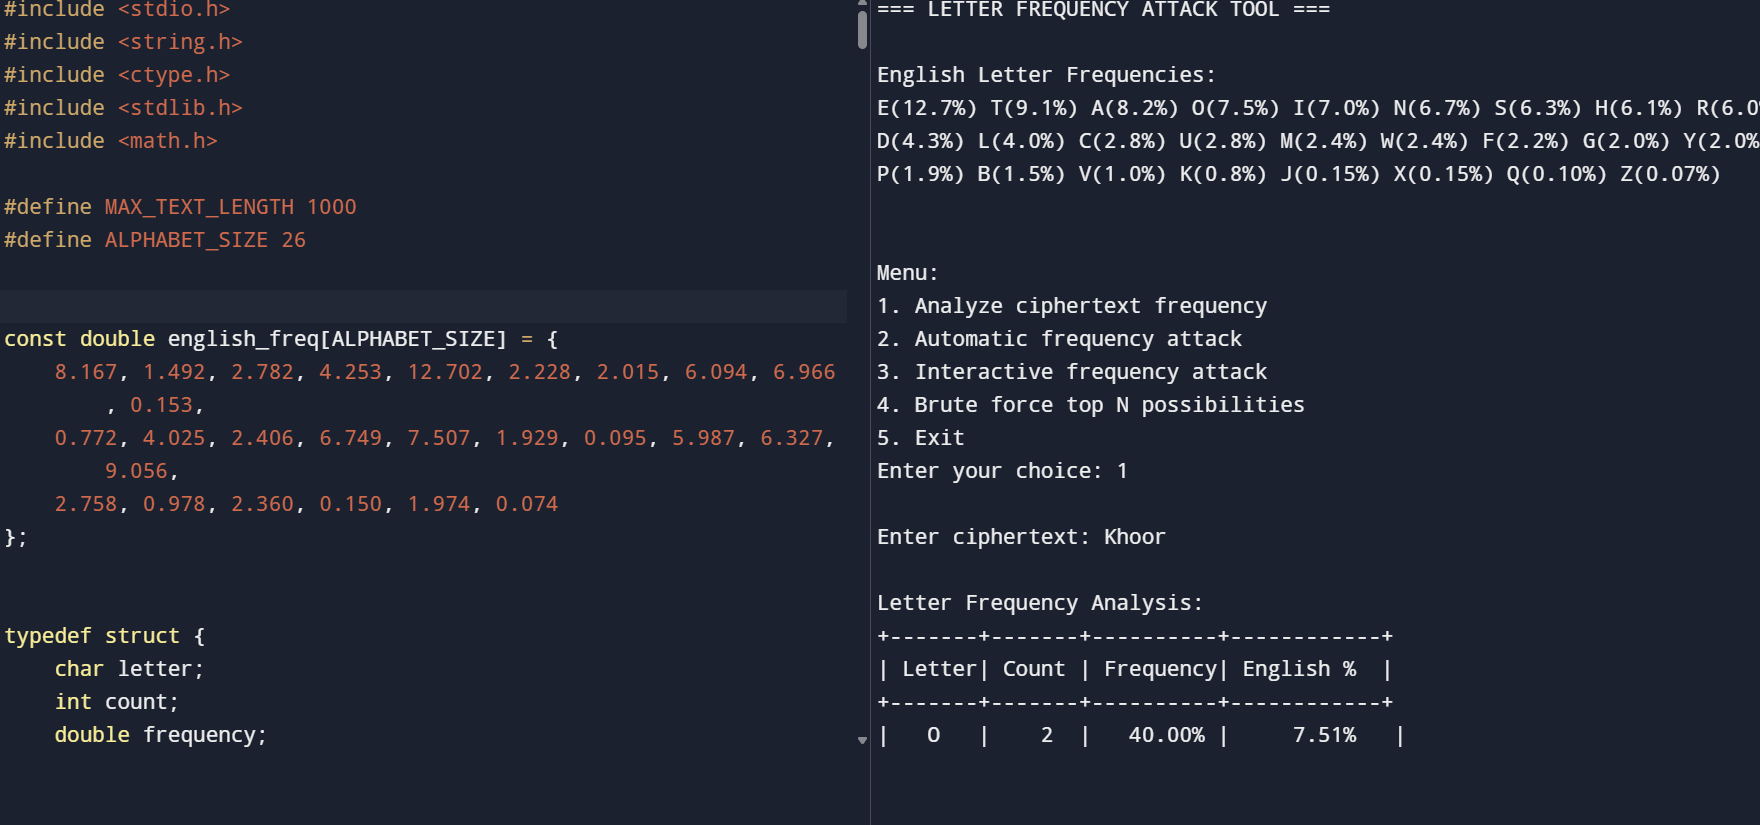 #include <stdio.h>
#include <string.h>
#include <ctype.h>
#include <stdlib.h>
#include <math.h>
#define MAX_TEXT_LENGTH 1000
#define ALPHABET_SIZE 26
const double english_freq[ALPHABET_SIZE] = {
    8.167, 1.492, 2.782, 4.253, 12.702, 2.228, 2.015, 6.094, 6.966
        , 0.153,
    0.772, 4.025, 2.406, 6.749, 7.507, 1.929, 0.095, 5.987, 6.327,
        9.056,
    2.758, 0.978, 2.360, 0.150, 1.974, 0.074
};
typedef struct {
    char letter;
    int count;
    double frequency;
=== LETTER FREQUENCY ATTACK TOOL ===
English Letter Frequencies:
E(12.7%) T(9.1%) A(8.2%) O(7.5%) I(7.0%) N(6.7%) S(6.3%) H(6.1%) R(6.0
D(4.3%) L(4.0%) C(2.8%) U(2.8%) M(2.4%) W(2.4%) F(2.2%) G(2.0%) Y(2.0%
P(1.9%) B(1.5%) V(1.0%) K(0.8%) J(0.15%) X(0.15%) Q(0.10%) Z(0.07%)
Menu:
1. Analyze ciphertext frequency
2. Automatic frequency attack
3. Interactive frequency attack
4. Brute force top N possibilities
5. Exit
Enter your choice: 1
Enter ciphertext: Khoor
Letter Frequency Analysis:
+-------+-------+----------+------------+
| Letter| Count | Frequency| English %  |
+-------+-------+----------+------------+
|   O   |    2  |   40.00% |     7.51%   |